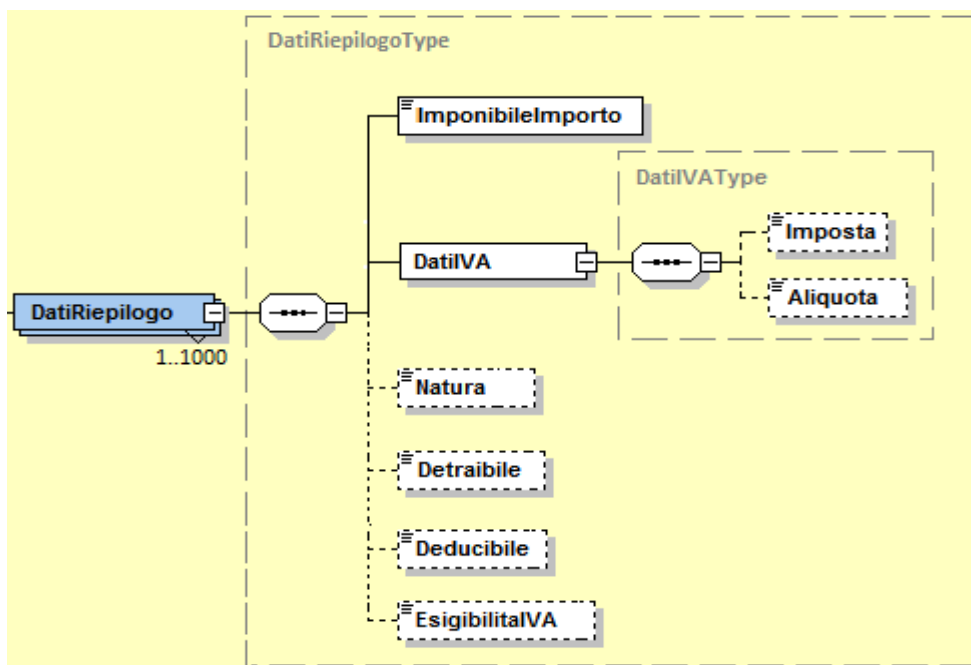 DatiRiepilogoType
ImponibileImporto
DatiIVAType
Imposta
DatiIVA
Aliquota
DatiRiepilogo
1..1000
Natura
Detraibile
Deducibile
EsigibilitaIVA